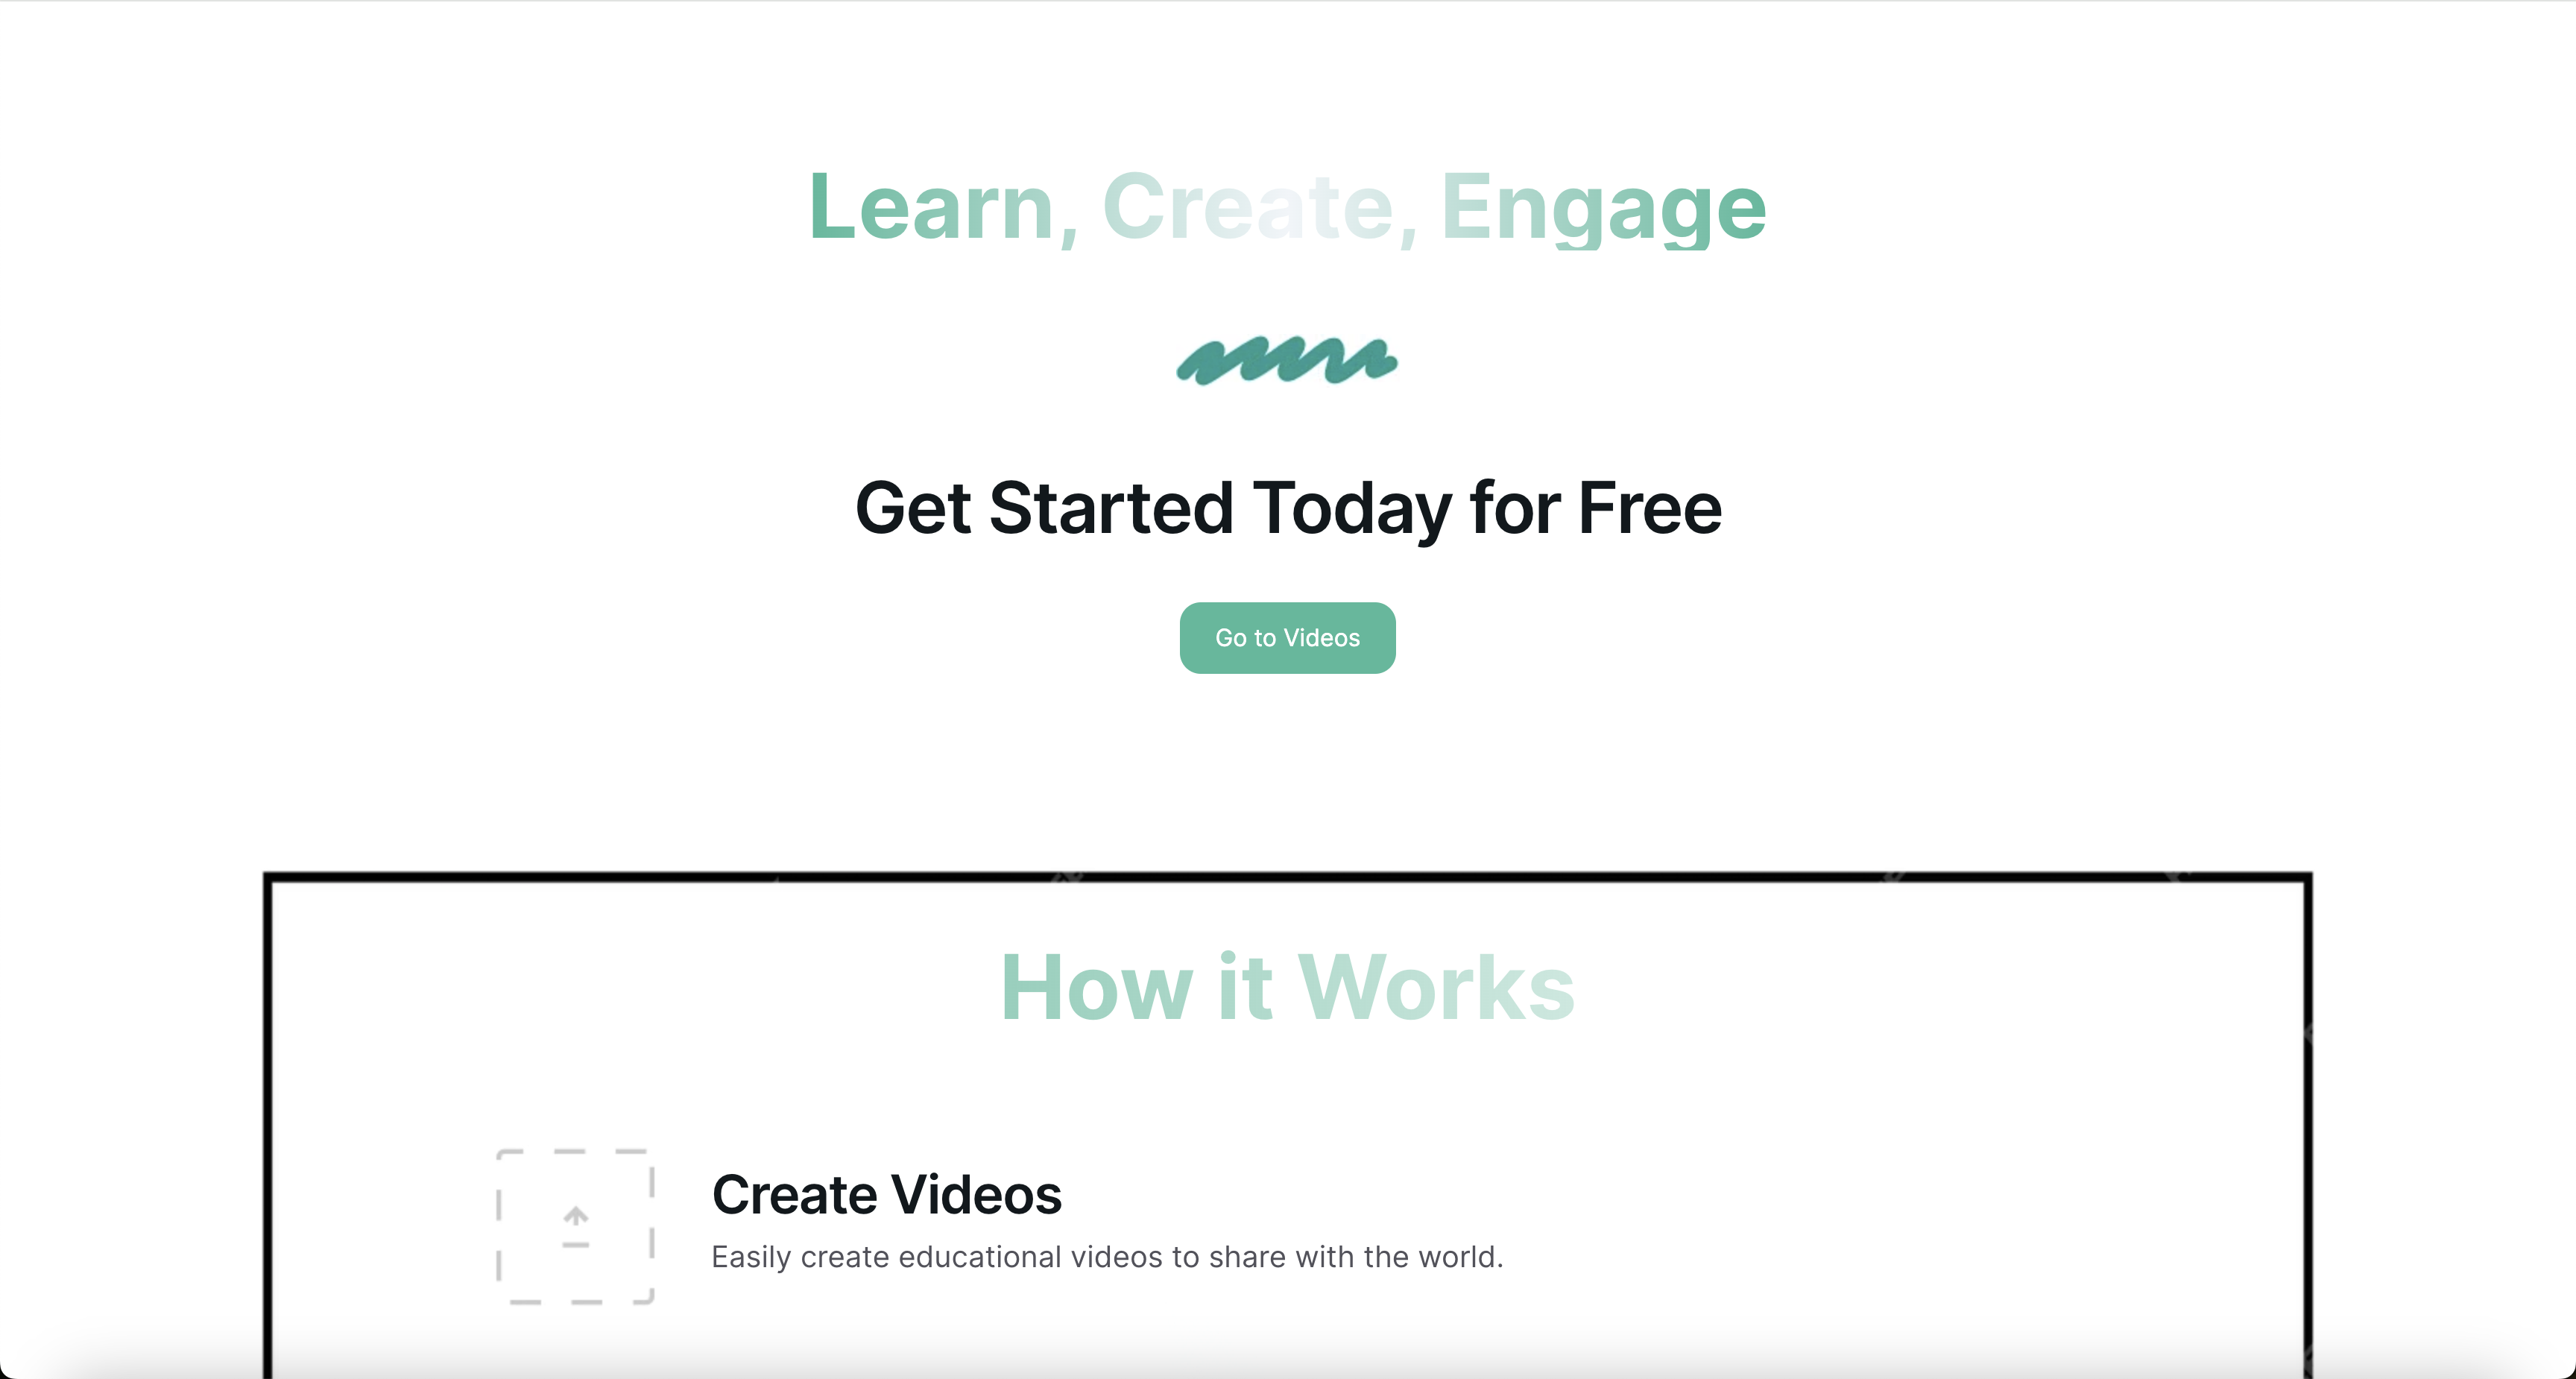 Learn, Create, Engage
Get Started Today for Free
Go to Videos
How it Works
Create Videos
Easily create educational videos to share with the world.